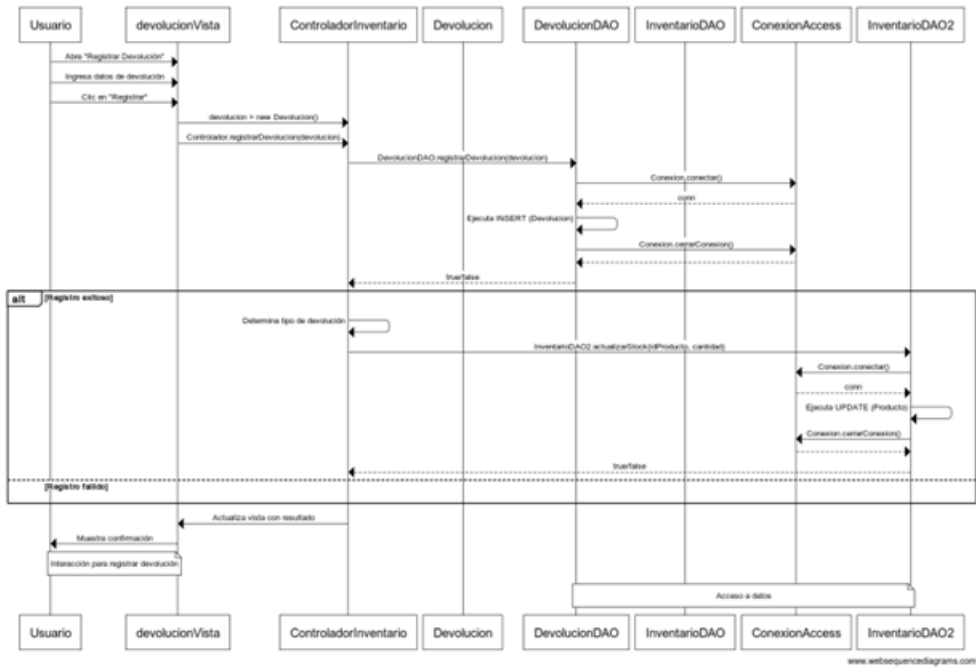 Usuario
devolucionVista
ControladorInventario
Devolucion
DevolucionDAO
InventarioDAO
ConexionAccess
InventarioDAO2
Abre "Registrar Devolución"
Ingresa datos de devolución
Clic en "Registrar"
devolucion = new Devolucion()
Controlador.registrarDevolucion(devolucion)
DevolucionDAO.registrarDevolucion(devolucion)
Conexion.conectar()
conn
Ejecuta INSERT (Devolucion)
Conexion.cerrarConexion()
true/false
alt
[Registro exitoso]
Determina tipo de devolución
InventarioDAO2.actualizarStock(idProducto, cantidad)
Conexion.conectar()
conn
Ejecuta UPDATE (Producto)
Conexion.cerrarConexion()
true/false
[Registro fallido]
Actualiza vista con resultado
Muestra confirmación
Interacción para registrar devolución
Acceso a datos
Usuario
devolucionVista
ControladorInventario
Devolucion
DevolucionDAO
InventarioDAO
ConexionAccess
InventarioDAO2
www.websequencediagrams.com